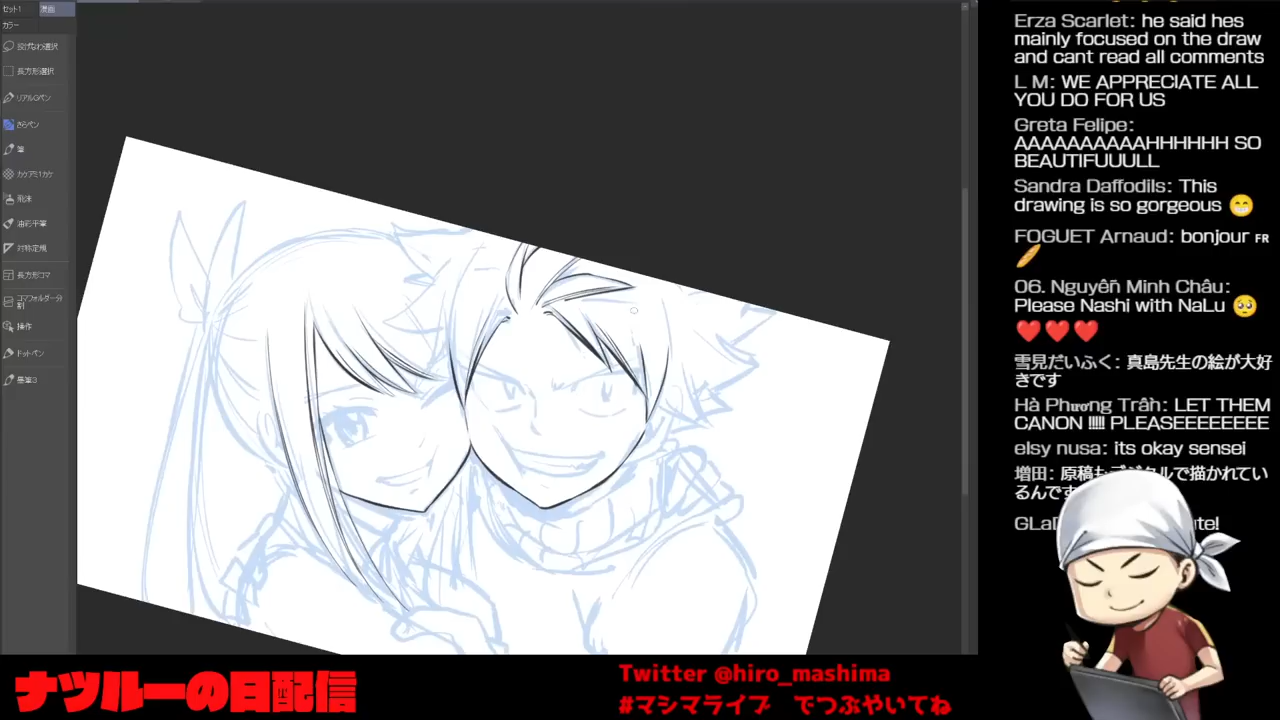 セット1 漫画
カラー
投げなわ選択
長方形選択
リアルGペン
ざらペン
筆
カケアミ1カケ
飛沫
油彩平筆
対称定規
長方形コマ
コマフォルダー分割
操作
ドットペン
墨筆3
Erza Scarlet: he said hes
mainly focused on the draw
and cant read all comments
L M: WE APPRECIATE ALL
YOU DO FOR US
Greta Felipe:
AAAAAAAAAAHHHHHH SO
BEAUTIFUUULL
Sandra Daffodils: This
drawing is so gorgeous 😁
FOGUET Arnaud: bonjour FR
🥖
06. Nguyễn Minh Châu:
Please Nashi with NaLu 🥺
❤️❤️❤️
雪見だいふく: 真島先生の絵が大好
きです
Hà Phương Trần: LET THEM
CANON !!!!! PLEASEEEEEEEE
elsy nusa: its okay sensei
増田: 原稿もデジタルで描かれてい
るんです
ute!
ナツルーの日配信
Twitter @hiro_mashima
#マシマライブ でつぶやいてね